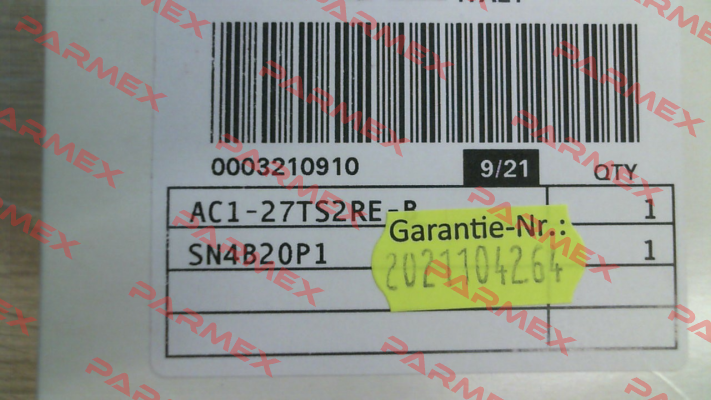 0003210910 9/21 QTY
AC1-27TS2RE- 1
Garantie-Nr.:
SN4B20P1 1
2021104264
PARMEX